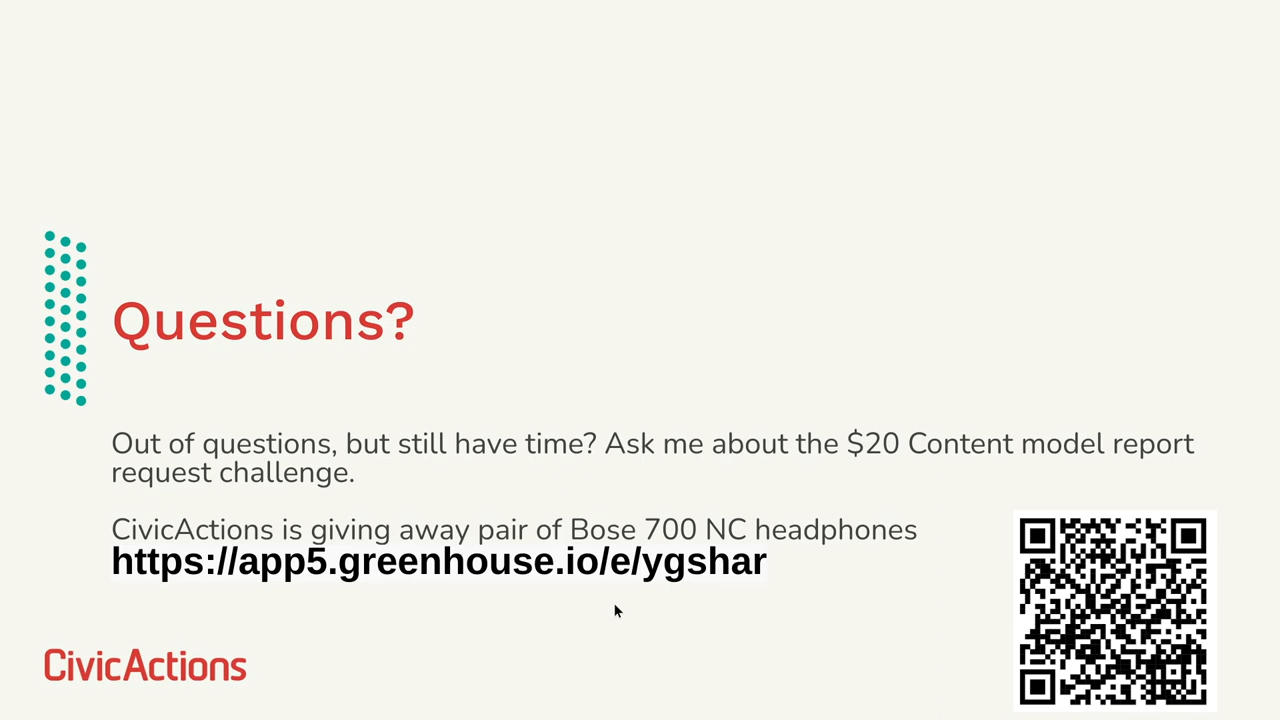 Questions?
Out of questions, but still have time? Ask me about the $20 Content model report
request challenge.
CivicActions is giving away pair of Bose 700 NC headphones
https://app5.greenhouse.io/e/ygshar
CivicActions